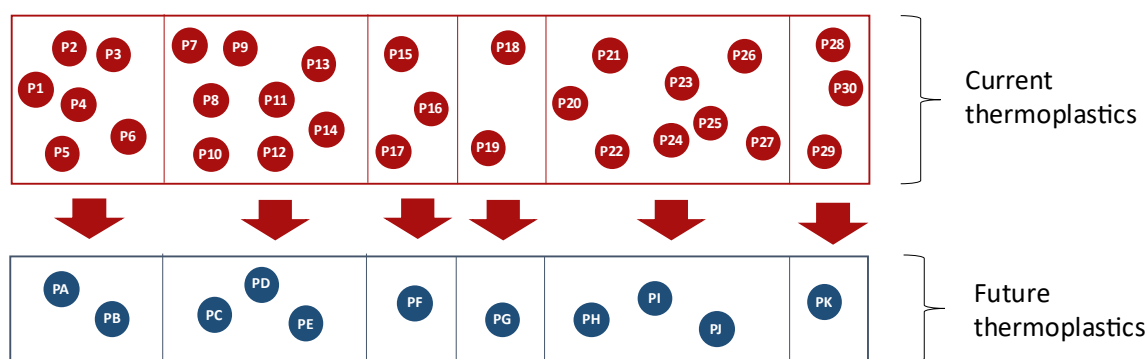 P2 P3
P1 P4
P6
P5
P7 P9
P13
P8 P11
P14
P10 P12
P15
P16
P17
P18
P19
P21 P26
P23
P20
P25
P24 P27
P22
P28
P30
P29
Current
thermoplastics
PA
PB
PD
PC PE
PF
PG
PI
PH PJ
PK
Future
thermoplastics